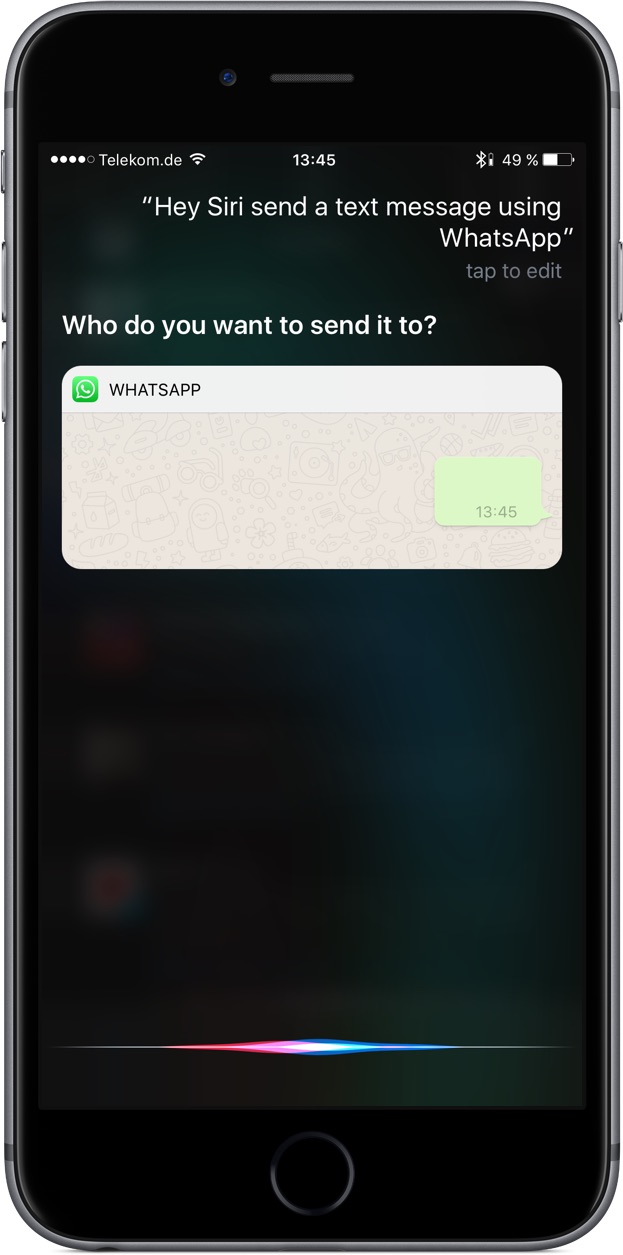 Telekom.de 13:45 49 %
“Hey Siri send a text message using
WhatsApp”
tap to edit
Who do you want to send it to?
WHATSAPP
13:45